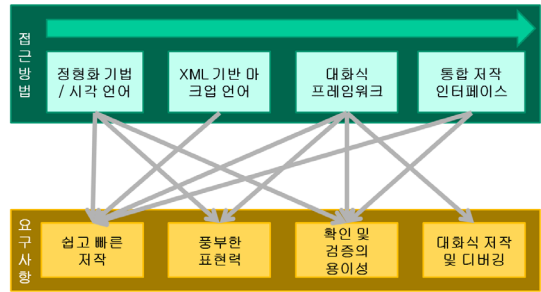 접근방법
정형화 기법
/ 시각 언어
XML 기반 마
크업 언어
대화식
프레임워크
통합 저작
인터페이스
요구사항
쉽고 빠른
저작
풍부한
표현력
확인 및
검증의
용이성
대화식 저작
및 디버깅